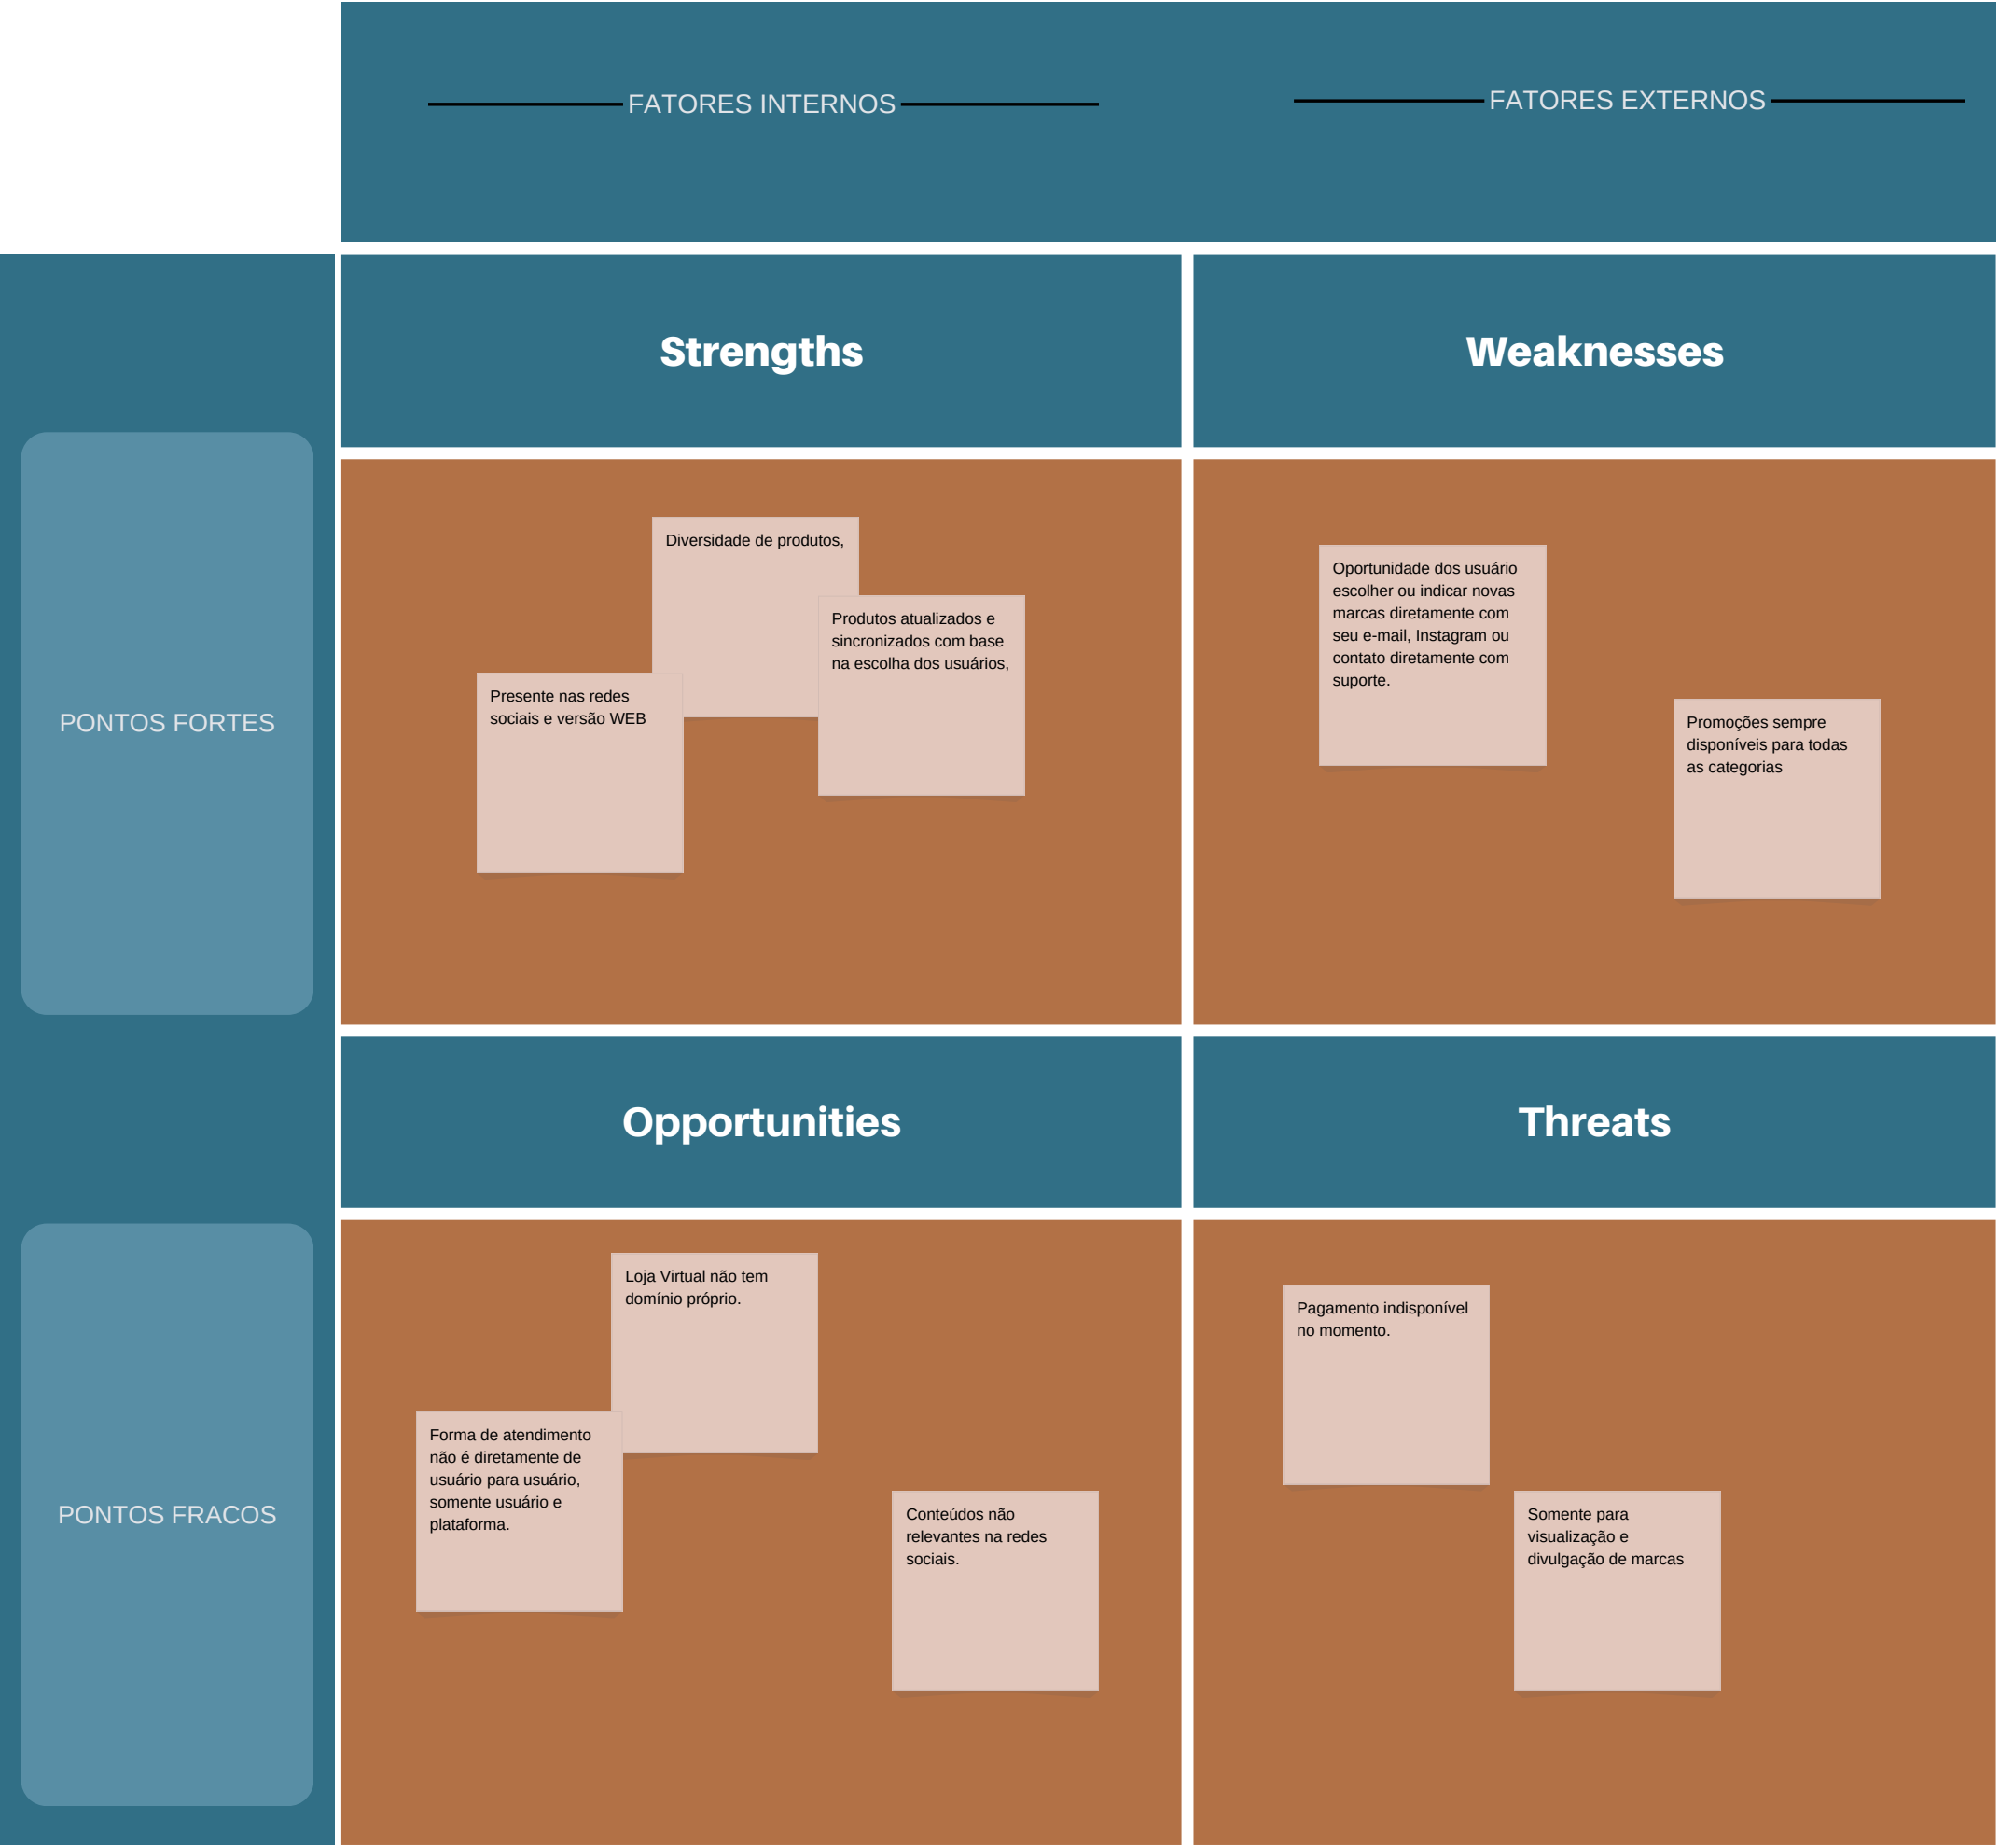 FATORES INTERNOS
FATORES EXTERNOS
Strengths
Weaknesses
PONTOS FORTES
Diversidade de produtos,
Produtos atualizados e
sincronizados com base
na escolha dos usuários,
Presente nas redes
sociais e versão WEB
Oportunidade dos usuário
escolher ou indicar novas
marcas diretamente com
seu e-mail, Instagram ou
contato diretamente com
suporte.
Promoções sempre
disponíveis para todas
as categorias
Opportunities
Threats
PONTOS FRACOS
Loja Virtual não tem
domínio próprio.
Forma de atendimento
não é diretamente de
usuário para usuário,
somente usuário e
plataforma.
Conteúdos não
relevantes na redes
sociais.
Pagamento indisponível
no momento.
Somente para
visualização e
divulgação de marcas